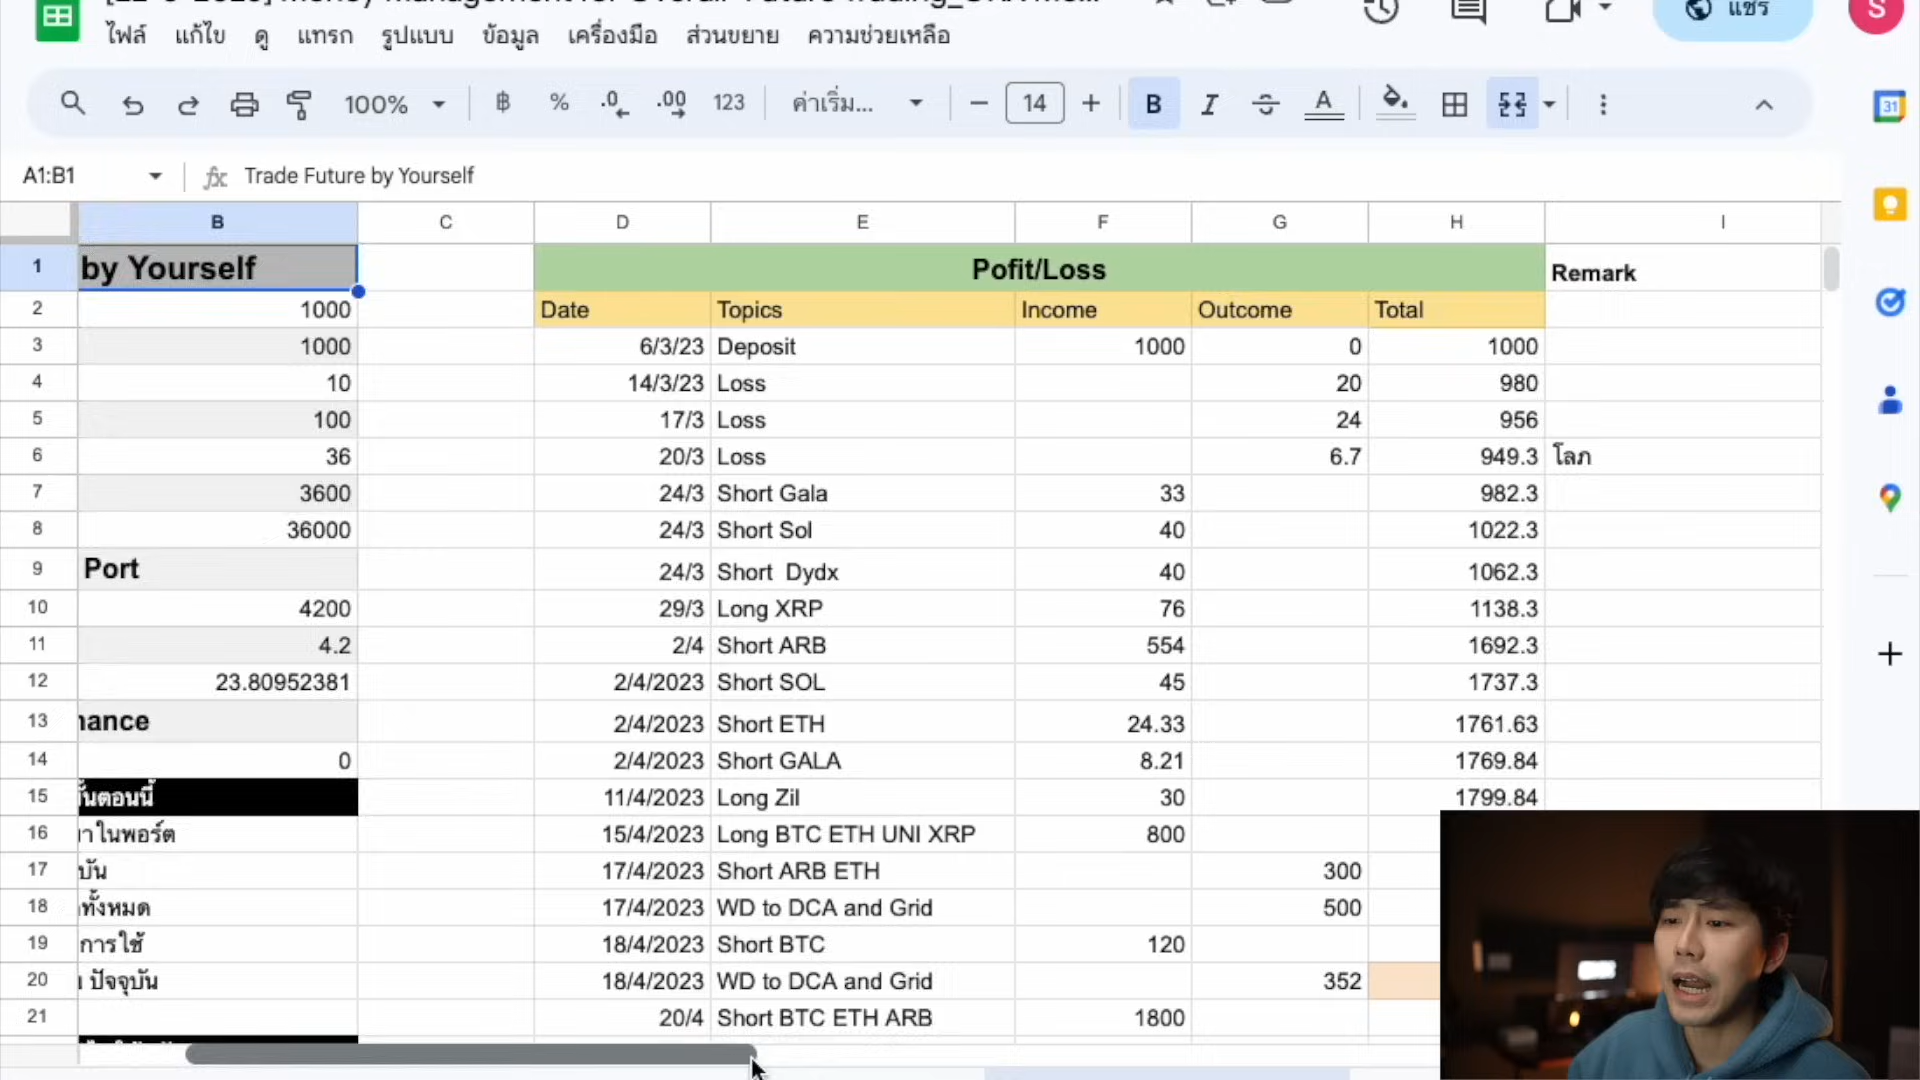 ไฟล์ แก้ไข ดู แทรก รูปแบบ ข้อมูล เครื่องมือ ส่วนขยาย ความช่วยเหลือ
แชร์
S
100% ฿ % .0 .00 123 ค่าเริ่ม... 14 B I A
31
A1:B1 fx Trade Future by Yourself
B C D E F G H I
1 by Yourself Pofit/Loss Remark
2 1000 Date Topics Income Outcome Total
3 1000 6/3/23 Deposit 1000 0 1000
4 10 14/3/23 Loss 20 980
5 100 17/3 Loss 24 956
6 36 20/3 Loss 6.7 949.3 โลภ
7 3600 24/3 Short Gala 33 982.3
8 36000 24/3 Short Sol 40 1022.3
9 Port 24/3 Short Dydx 40 1062.3
10 4200 29/3 Long XRP 76 1138.3
11 4.2 2/4 Short ARB 554 1692.3
12 23.80952381 2/4/2023 Short SOL 45 1737.3
13 nance 2/4/2023 Short ETH 24.33 1761.63
14 0 2/4/2023 Short GALA 8.21 1769.84
15 ั้นตอนนี้ 11/4/2023 Long Zil 30 1799.84
16 ในพอร์ต 15/4/2023 Long BTC ETH UNI XRP 800
17 บัน 17/4/2023 Short ARB ETH 300
18 ทั้งหมด 17/4/2023 WD to DCA and Grid 500
19 การใช้ 18/4/2023 Short BTC 120
20 ปัจจุบัน 18/4/2023 WD to DCA and Grid 352
21 20/4 Short BTC ETH ARB 1800